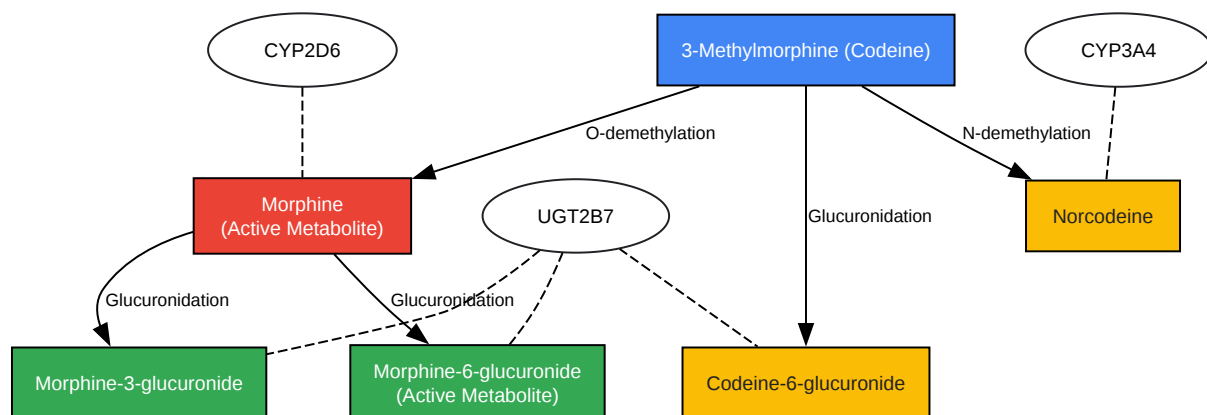 CYP2D6
3-Methylmorphine (Codeine)
CYP3A4
O-demethylation
N-demethylation
Morphine
(Active Metabolite)
UGT2B7
Glucuronidation
Norcodeine
Glucuronidation
Glucuronidation
Morphine-3-glucuronide
Morphine-6-glucuronide
(Active Metabolite)
Codeine-6-glucuronide